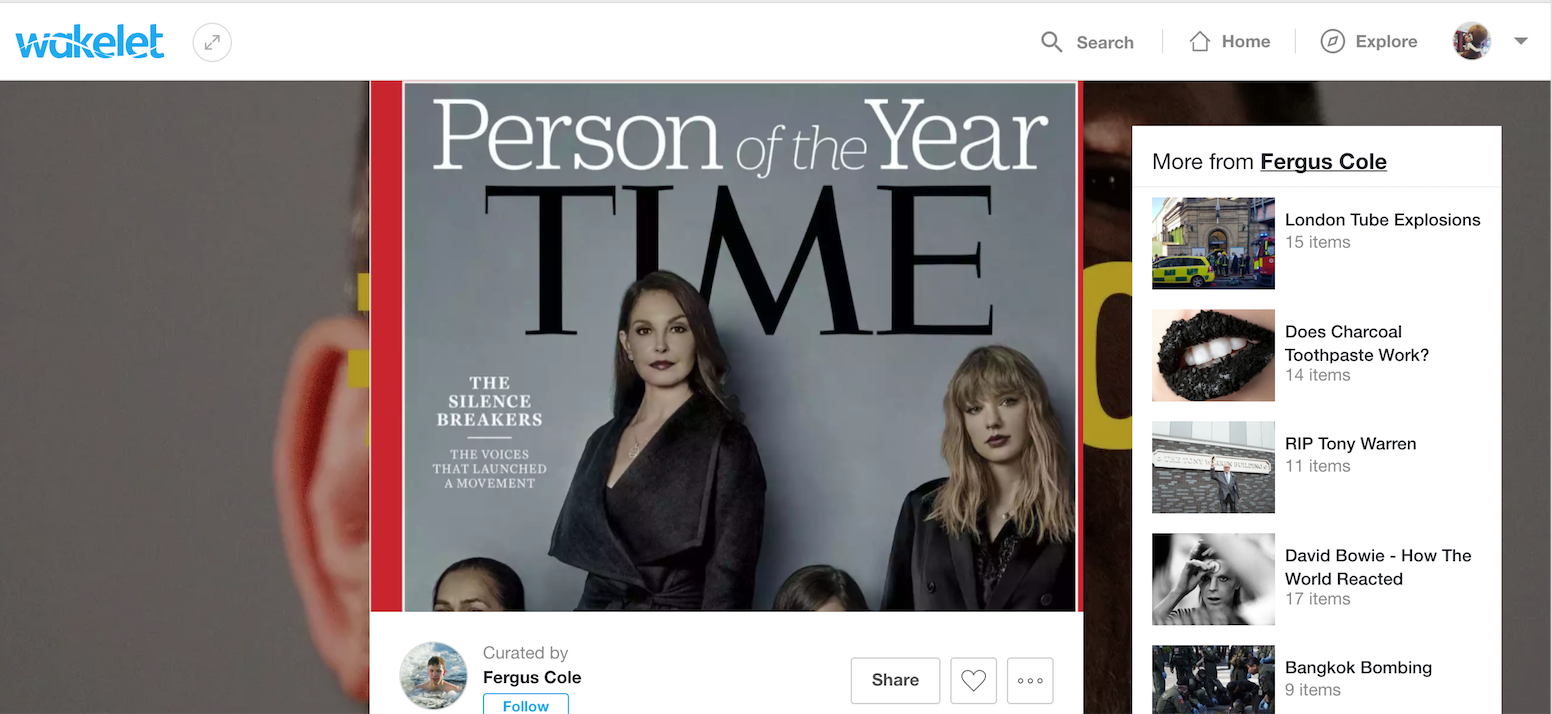 wakelet
Search
Home
Explore
Person of the Year
TIME
THE
SILENCE
BREAKERS
THE VOICES
THAT LAUNCHED
A MOVEMENT
Curated by
Fergus Cole
Follow
Share
More from Fergus Cole
London Tube Explosions
15 items
Does Charcoal
Toothpaste Work?
14 items
RIP Tony Warren
11 items
David Bowie - How The
World Reacted
17 items
Bangkok Bombing
9 items